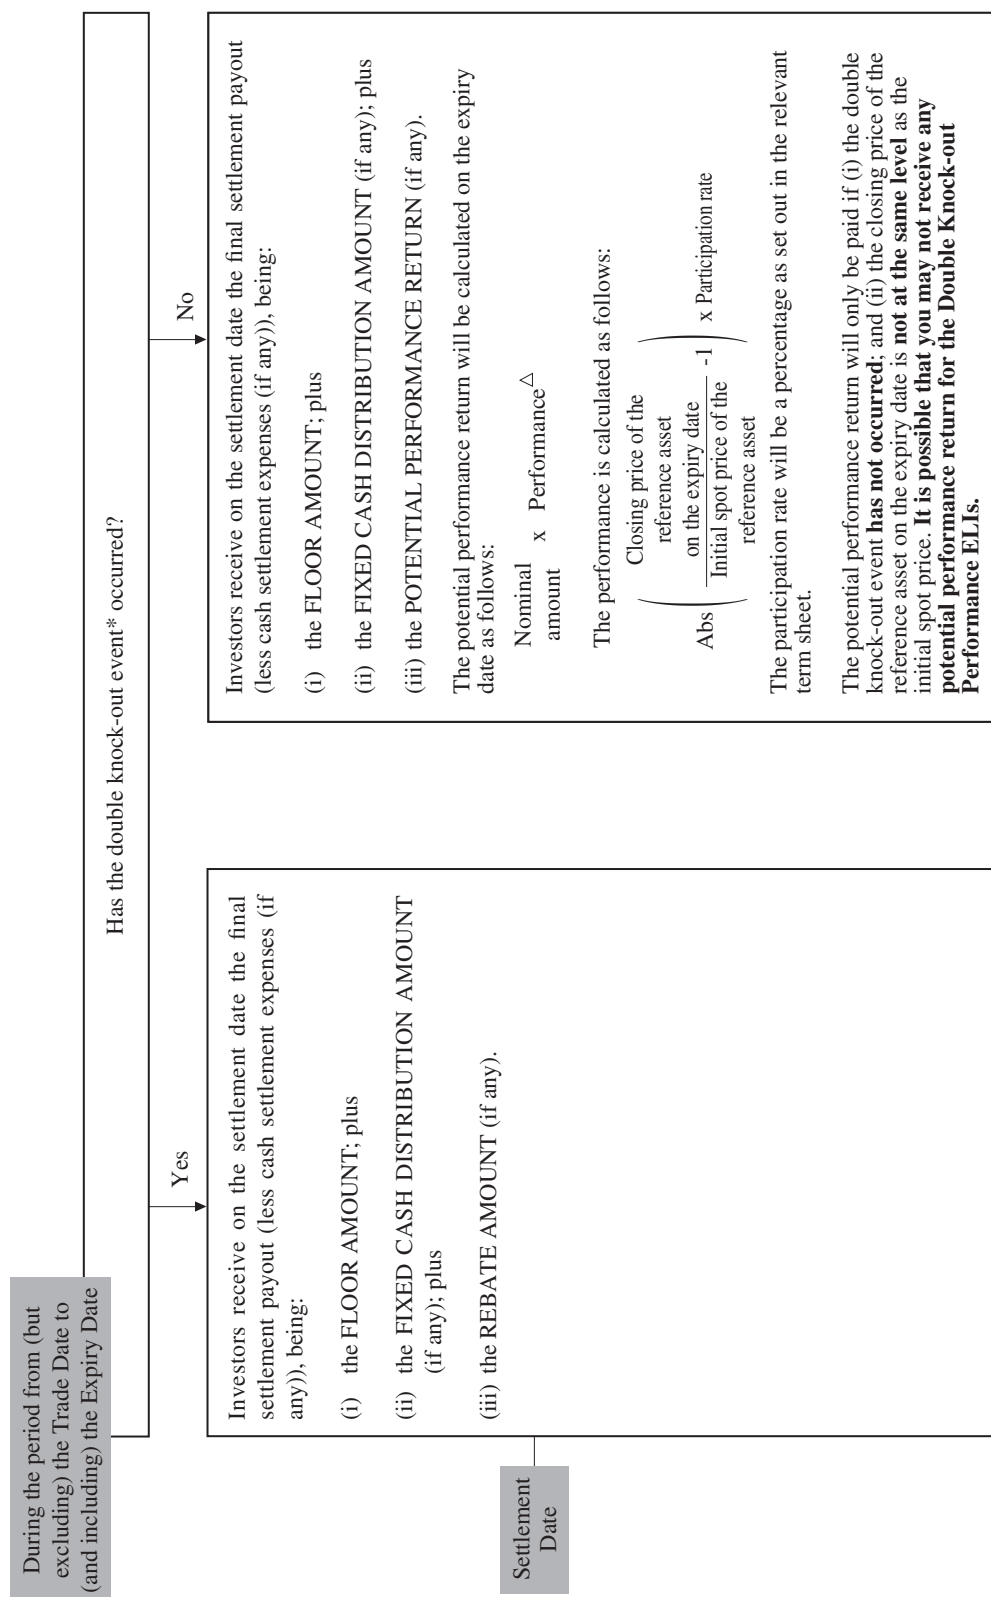 During the period from (but
excluding) the Trade Date to
(and including) the Expiry Date
Has the double knock-out event* occurred?
Yes
No
Settlement
Date
Investors receive on the settlement date the final
settlement payout (less cash settlement expenses (if
any)), being:
(i) the FLOOR AMOUNT; plus
(ii) the FIXED CASH DISTRIBUTION AMOUNT
(if any); plus
(iii) the REBATE AMOUNT (if any).
Investors receive on the settlement date the final settlement payout
(less cash settlement expenses (if any)), being:
(i) the FLOOR AMOUNT; plus
(ii) the FIXED CASH DISTRIBUTION AMOUNT (if any); plus
(iii) the POTENTIAL PERFORMANCE RETURN (if any).
The potential performance return will be calculated on the expiry
date as follows:
Nominal
amount x Performance△
The performance is calculated as follows:
Closing price of the
reference asset
on the expiry date
Abs ( -1 ) x Participation rate
Initial spot price of the
reference asset
The participation rate will be a percentage as set out in the relevant
term sheet.
The potential performance return will only be paid if (i) the double
knock-out event has not occurred; and (ii) the closing price of the
reference asset on the expiry date is not at the same level as the
initial spot price. It is possible that you may not receive any
potential performance return for the Double Knock-out
Performance ELIs.